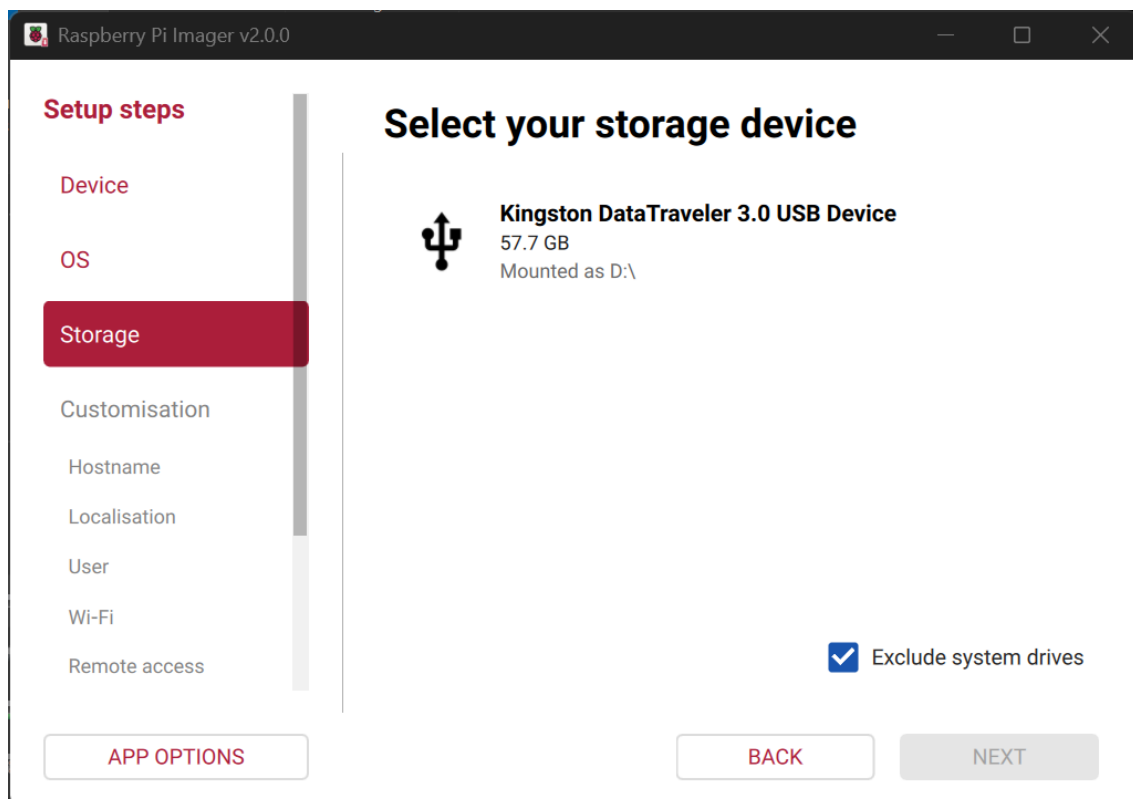 Raspberry Pi Imager v2.0.0
Setup steps
Device
OS
Storage
Customisation
Hostname
Localisation
User
Wi-Fi
Remote access
APP OPTIONS
Select your storage device
Kingston DataTraveler 3.0 USB Device
57.7 GB
Mounted as D:\
Exclude system drives
BACK
NEXT